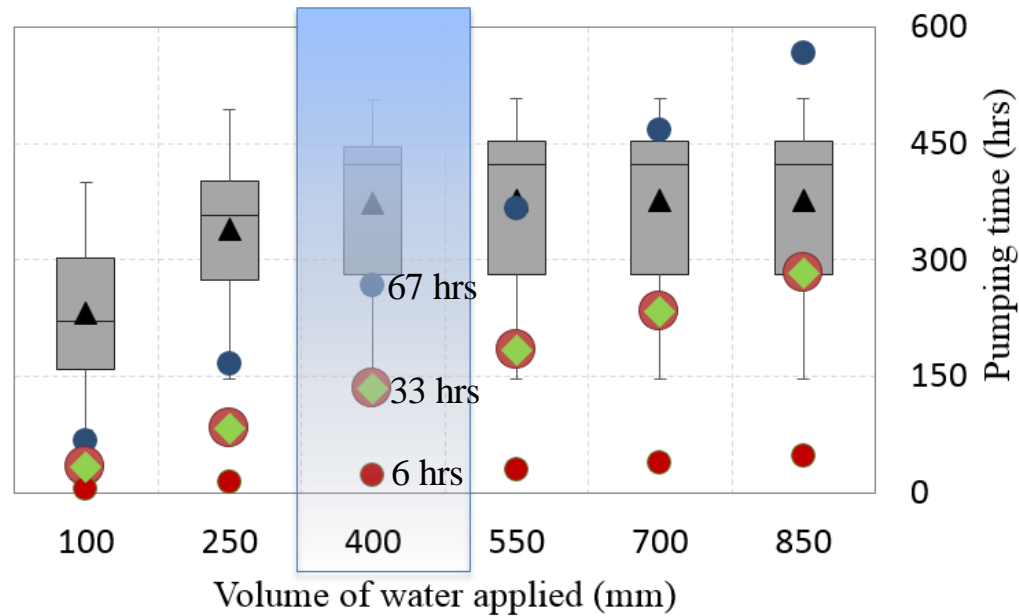 600
450
300
150
0
Pumping time (hrs)
67 hrs
33 hrs
6 hrs
100 250 400 550 700 850
Volume of water applied (mm)